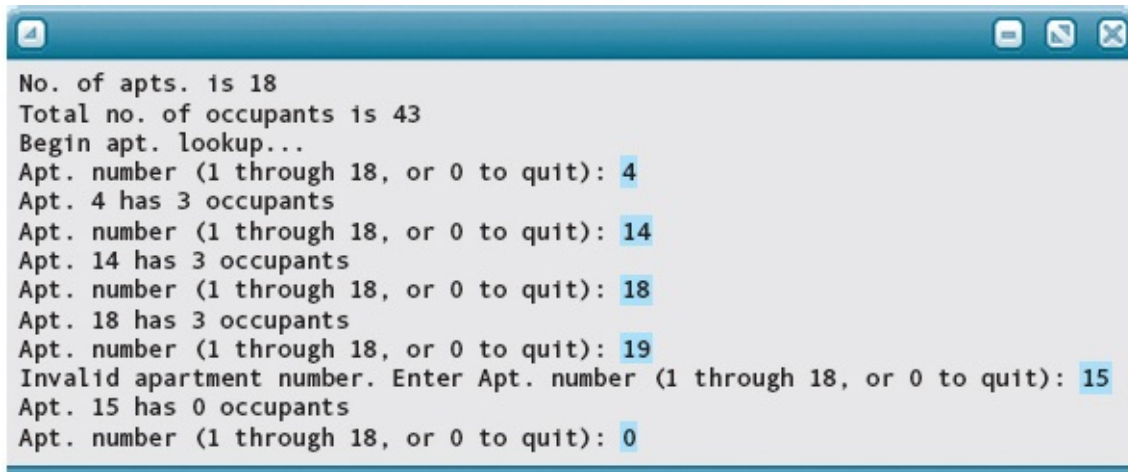 No. of apts. is 18
Total no. of occupants is 43
Begin apt. lookup...
Apt. number (1 through 18, or 0 to quit): 4
Apt. 4 has 3 occupants
Apt. number (1 through 18, or 0 to quit): 14
Apt. 14 has 3 occupants
Apt. number (1 through 18, or 0 to quit): 18
Apt. 18 has 3 occupants
Apt. number (1 through 18, or 0 to quit): 19
Invalid apartment number. Enter Apt. number (1 through 18, or 0 to quit): 15
Apt. 15 has 0 occupants
Apt. number (1 through 18, or 0 to quit): 0